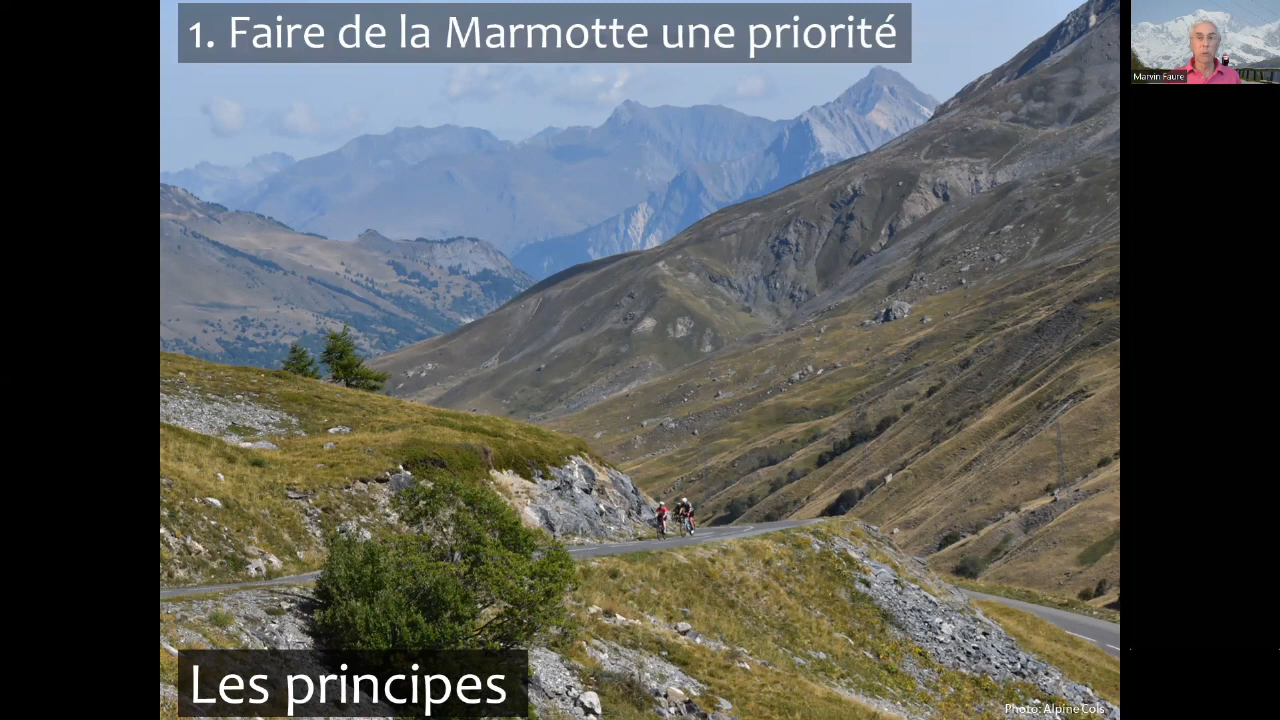 1. Faire de la Marmotte une priorité
Marvin Faure
Les principes
Photo: Alpine Cols